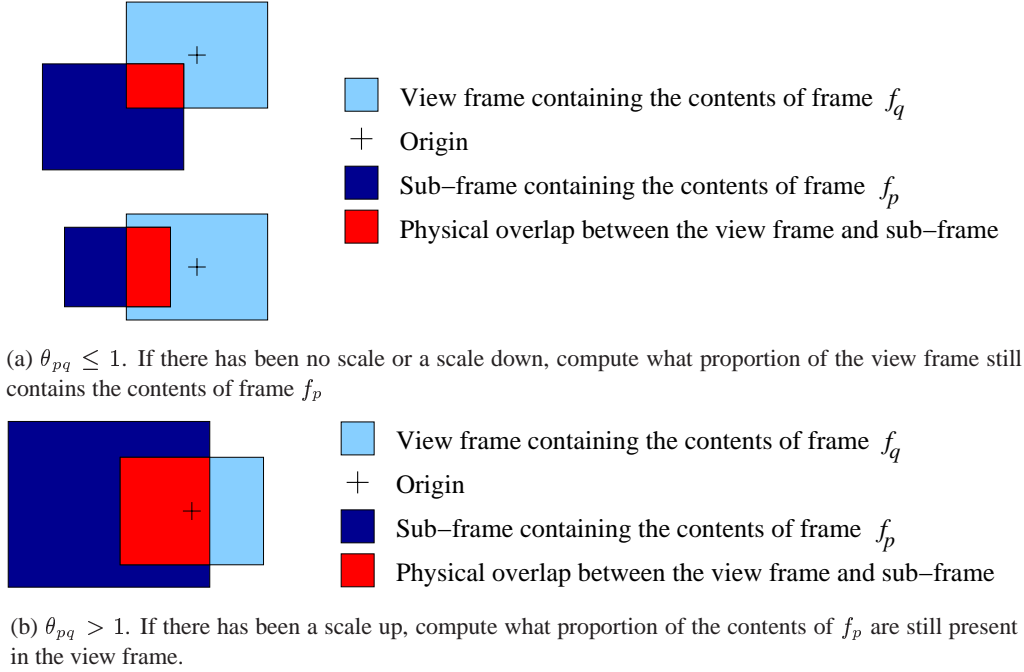 View frame containing the contents of frame f_q
Origin
Sub−frame containing the contents of frame f_p
Physical overlap between the view frame and sub−frame
(a) θ_pq ≤ 1. If there has been no scale or a scale down, compute what proportion of the view frame still
contains the contents of frame f_p
View frame containing the contents of frame f_q
Origin
Sub−frame containing the contents of frame f_p
Physical overlap between the view frame and sub−frame
(b) θ_pq > 1. If there has been a scale up, compute what proportion of the contents of f_p are still present
in the view frame.